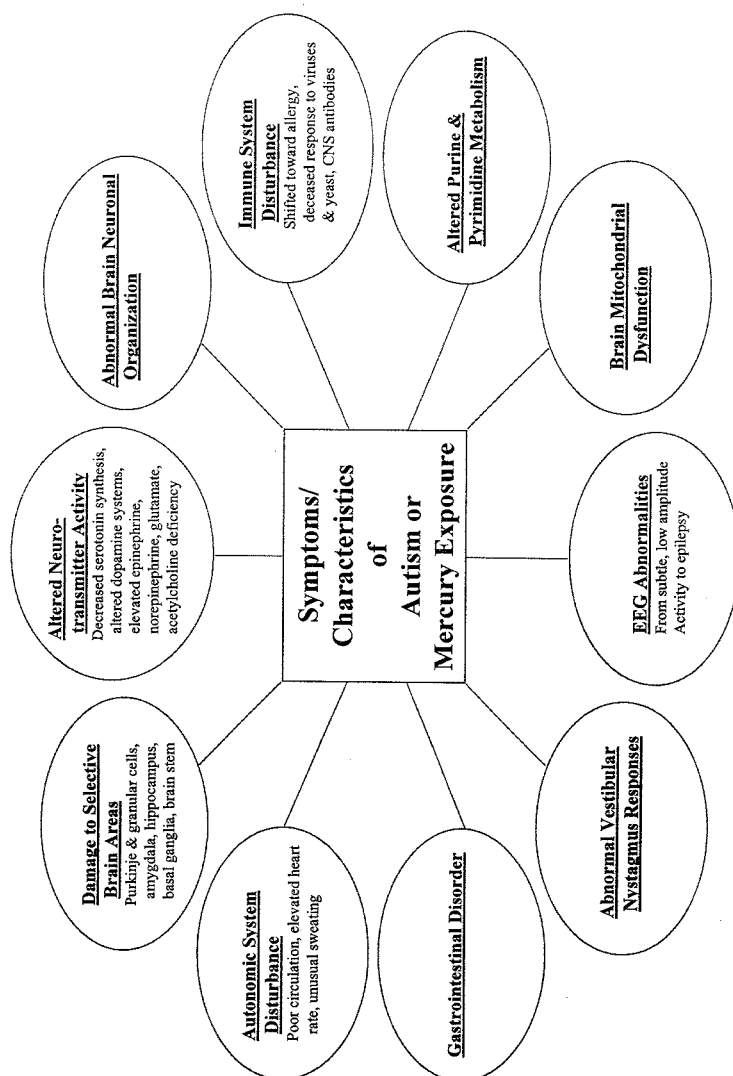 Damage to Selective
Brain Areas
Purkinje & granular cells,
amygdala, hippocampus,
basal ganglia, brain stem
Altered Neuro-
transmitter Activity
Decreased serotonin synthesis,
altered dopamine systems,
elevated epinephrine,
norepinephrine, glutamate,
acetylcholine deficiency
Abnormal Brain Neuronal
Organization
Autonomic System
Disturbance
Poor circulation, elevated heart
rate, unusual sweating
Immune System
Disturbance
Shifted toward allergy,
deceased response to viruses
& yeast, CNS antibodies
Symptoms/
Characteristics
of
Autism or
Mercury Exposure
Gastrointestinal Disorder
Altered Purine &
Pyrimidine Metabolism
Abnormal Vestibular
Nystagmus Responses
EEG Abnormalities
From subtle, low amplitude
Activity to epilepsy
Brain Mitochondrial
Dysfunction